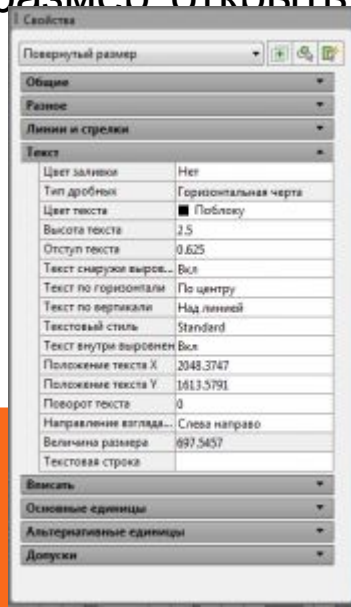 размер открыть
Свойства
Повернутый размер
Общие
Разное
Линии и стрелки
Текст
Цвет заливки Нет
Тип дробных Горизонтальная черта
Цвет текста Поблоку
Высота текста 2.5
Отступ текста 0.625
Текст снаружи выров... Вкл
Текст по горизонтали По центру
Текст по вертикали Над линией
Текстовый стиль Standard
Текст внутри выровнен Вкл
Положение текста X 2048.3747
Положение текста Y 1613.5791
Поворот текста 0
Направление взгляда... Слева направо
Величина размера 697.5457
Текстовая строка
Вписать
Основные единицы
Альтернативные единицы
Допуски